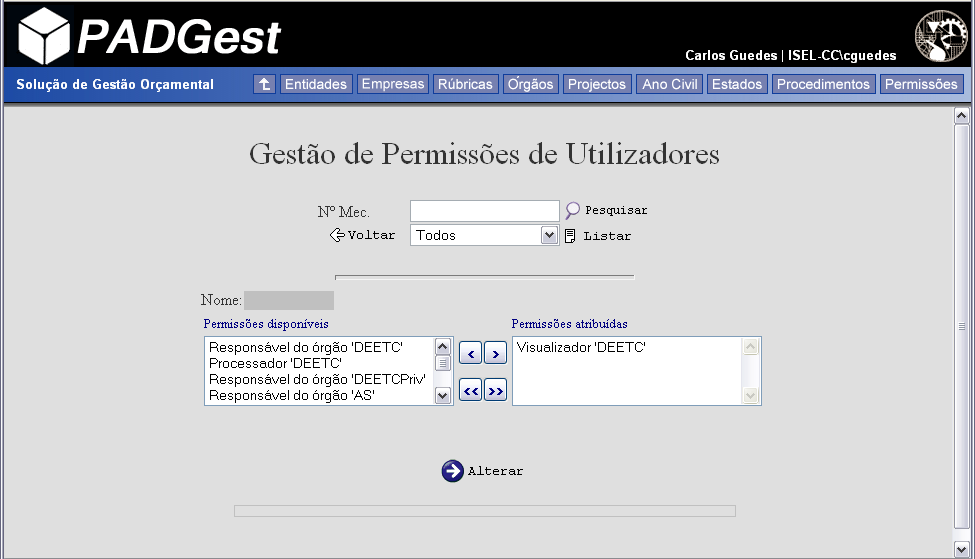 PADGest
Carlos Guedes | ISEL-CC\cguedes
Solução de Gestão Orçamental Entidades Empresas Rúbricas Órgãos Projectos Ano Civil Estados Procedimentos Permissões
Gestão de Permissões de Utilizadores
Nº Mec. Pesquisar
Voltar Todos Listar
Nome:
Permissões disponíveis Permissões atribuídas
Responsável do órgão 'DEETC' < > Visualizador 'DEETC'
Processador 'DEETC'
Responsável do órgão 'DEETCPriv'
Responsável do órgão 'AS' << >>
Alterar